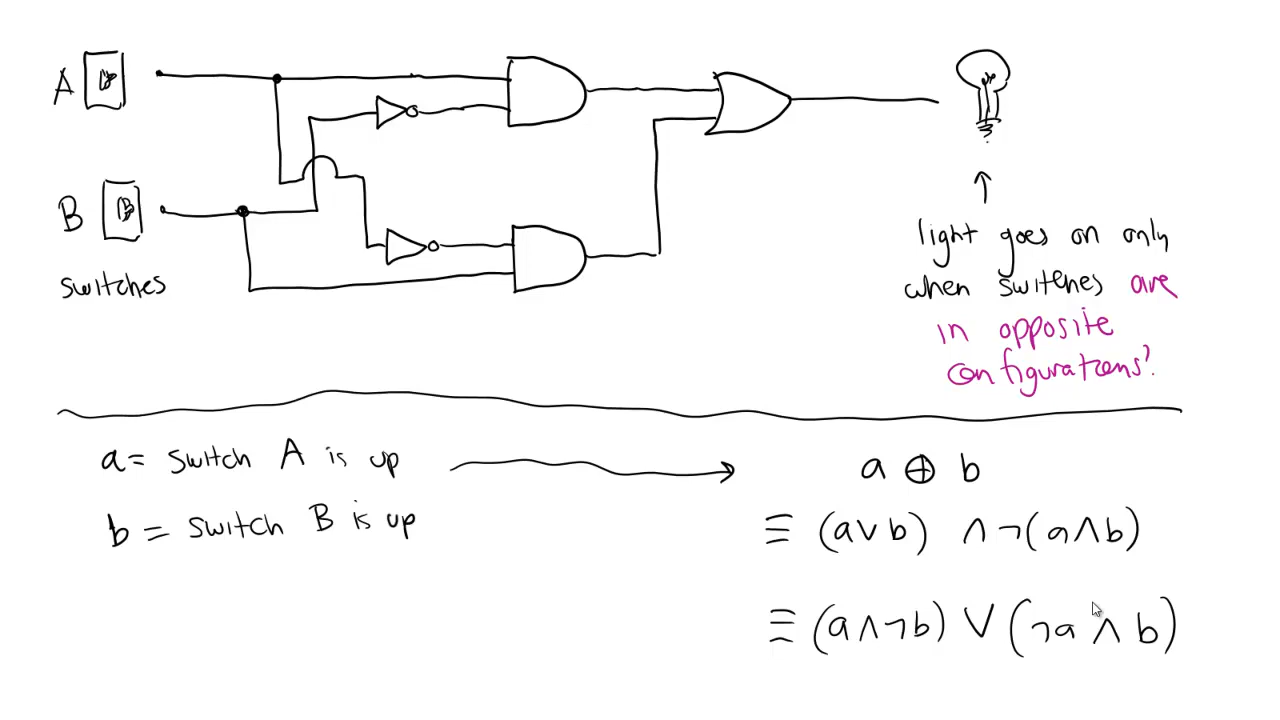 A
B
switches
light goes on only
when switches are
in opposite
configurations?
a = switch A is up
b = switch B is up
a ⊕ b
≡ (a∨b) ∧¬(a∧b)
≡ (a∧¬b) ∨ (¬a ∧ b)